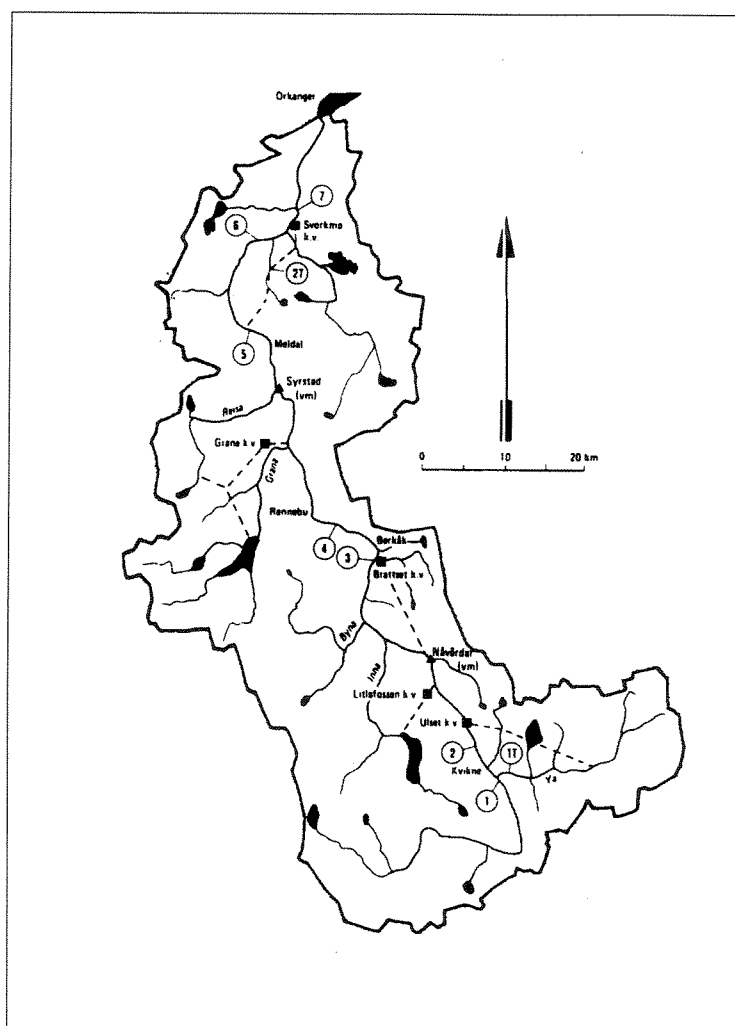 Orkanger
7
6
Svorkmo
k.v.
2T
5
Meldal
Syrstad
(vm)
Resa
Grana k.v
0
10
20 km
Grana
Rennebu
4
3
Berkåk
Brattset k.v
Byna
Inna
Nåvårdal
(vm)
Litlefossen k.v
Ulset k.v
2
1T
Kvikne
Ya
1